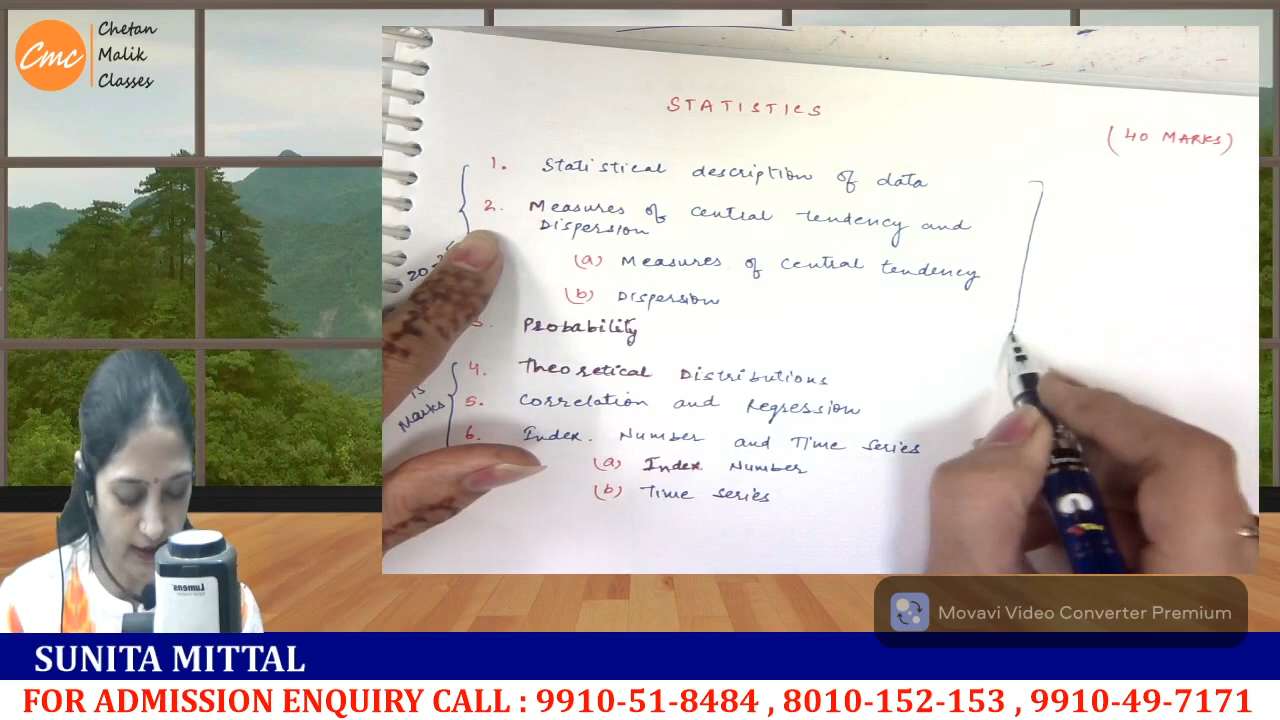 Cmc
Chetan
Malik
Classes
STATISTICS
(40 MARKS)
1. Statistical description of data
2. Measures of central tendency and
Dispersion
(a) Measures of central tendency
(b) Dispersion
Probability
4. Theoretical Distributions
5. Correlation and Regression
6. Index. Number and Time series
(a) Index Number
(b) Time series
15
Marks
Lumens
Movavi Video Converter Premium
SUNITA MITTAL
FOR ADMISSION ENQUIRY CALL : 9910-51-8484 , 8010-152-153 , 9910-49-7171